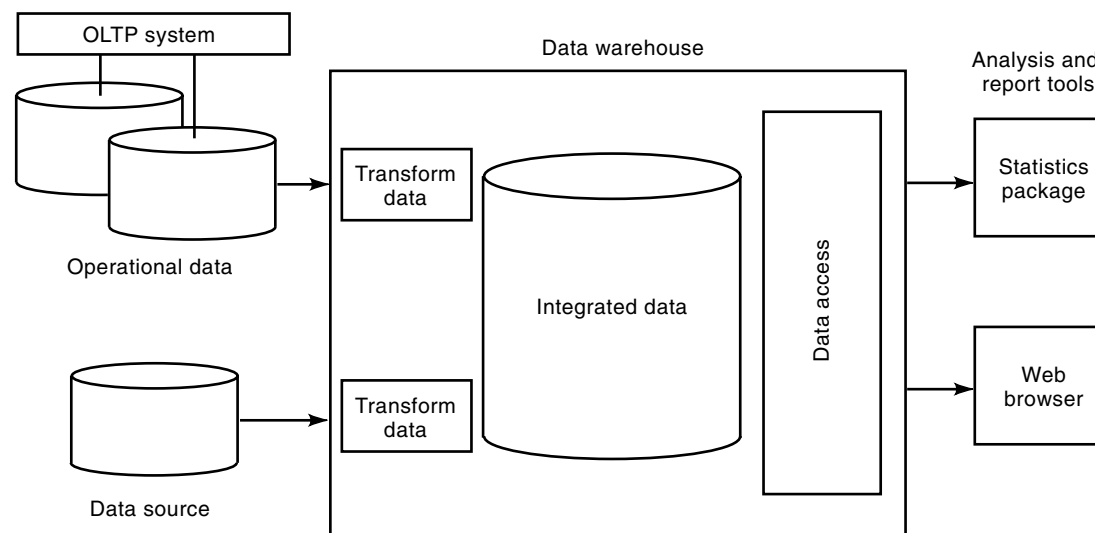 OLTP system
Operational data
Data source
Data warehouse
Transform
data
Transform
data
Integrated data
Data access
Analysis and
report tools
Statistics
package
Web
browser